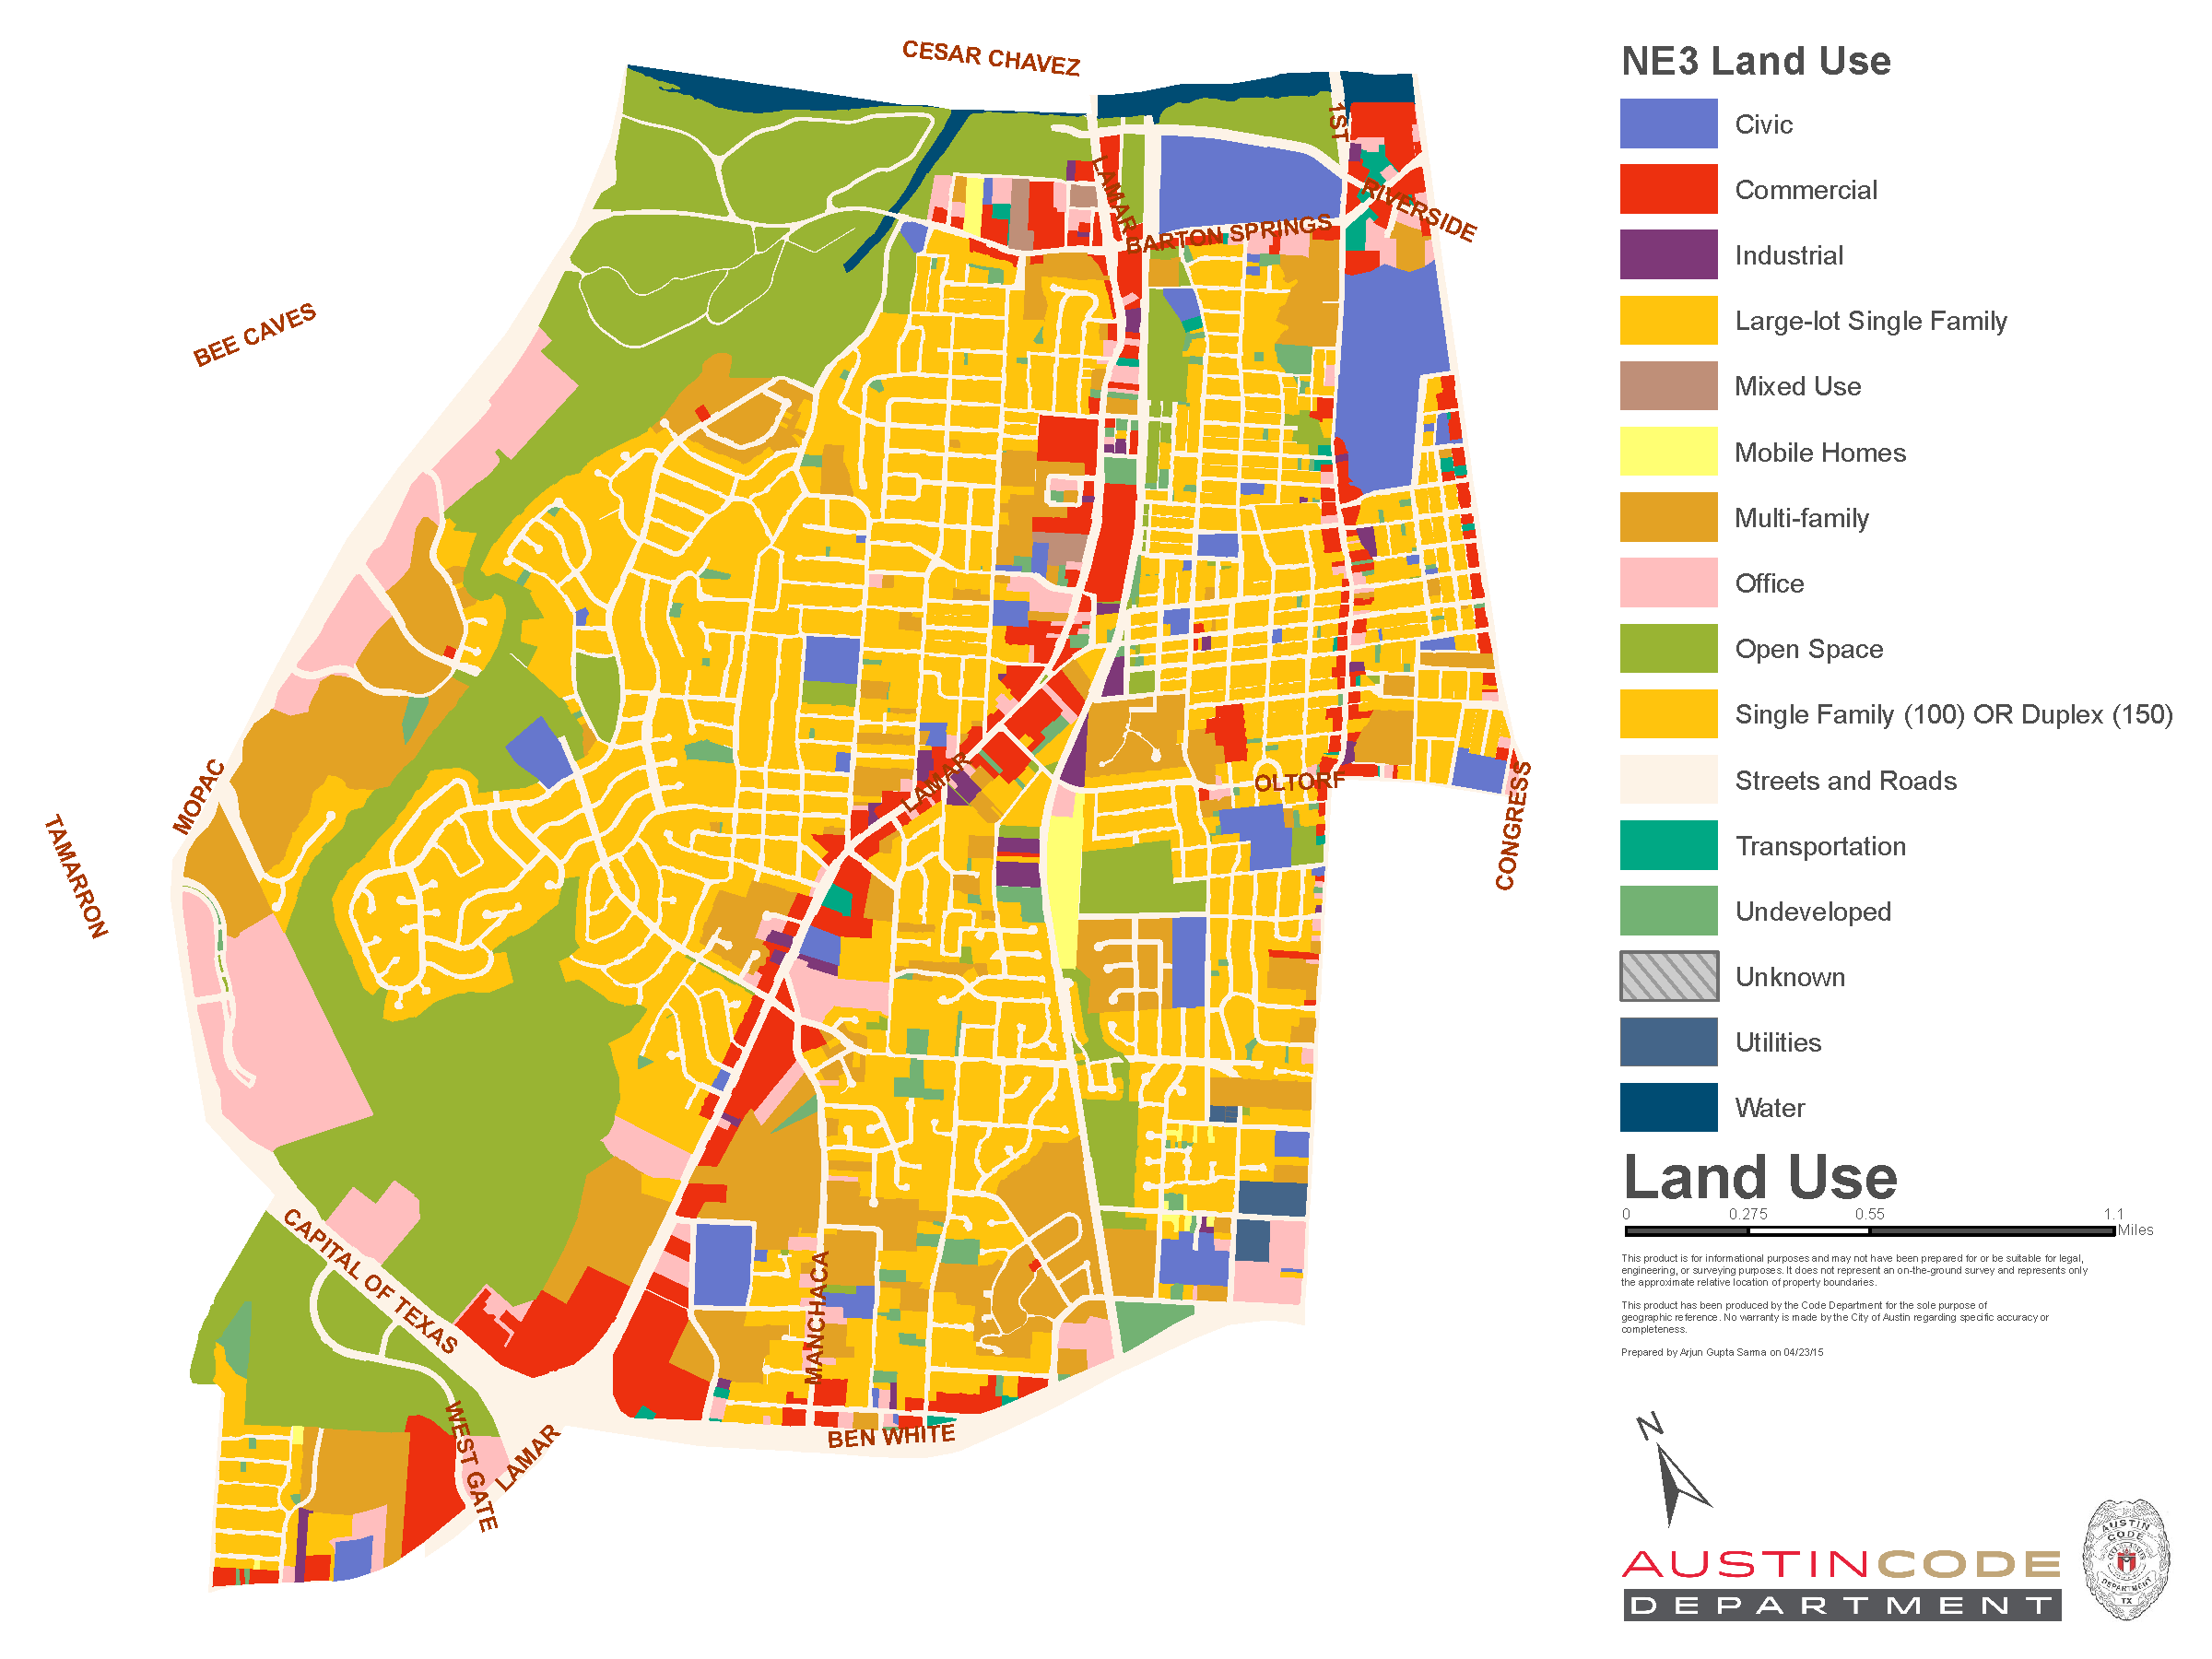 CESAR CHAVEZ
1ST
LAMAR
RIVERSIDE
BARTON SPRINGS
BEE CAVES
MOPAC
TAMARRON
LAMAR
OLTORF
CONGRESS
CAPITAL OF TEXAS
MANCHACA
WEST GATE
LAMAR
BEN WHITE
NE3 Land Use
Civic
Commercial
Industrial
Large-lot Single Family
Mixed Use
Mobile Homes
Multi-family
Office
Open Space
Single Family (100) OR Duplex (150)
Streets and Roads
Transportation
Undeveloped
Unknown
Utilities
Water
Land Use
0 0.275 0.55 1.1
Miles
This product is for informational purposes and may not have been prepared for or be suitable for legal,
engineering, or surveying purposes. It does not represent an on-the-ground survey and represents only
the approximate relative location of property boundaries.
This product has been produced by the Code Department for the sole purpose of
geographic reference. No warranty is made by the City of Austin regarding specific accuracy or
completeness.
Prepared by Arjun Gupta Sarma on 04/23/15
N
AUSTINCODE
DEPARTMENT
AUSTIN
CODE
DEPARTMENT
TX